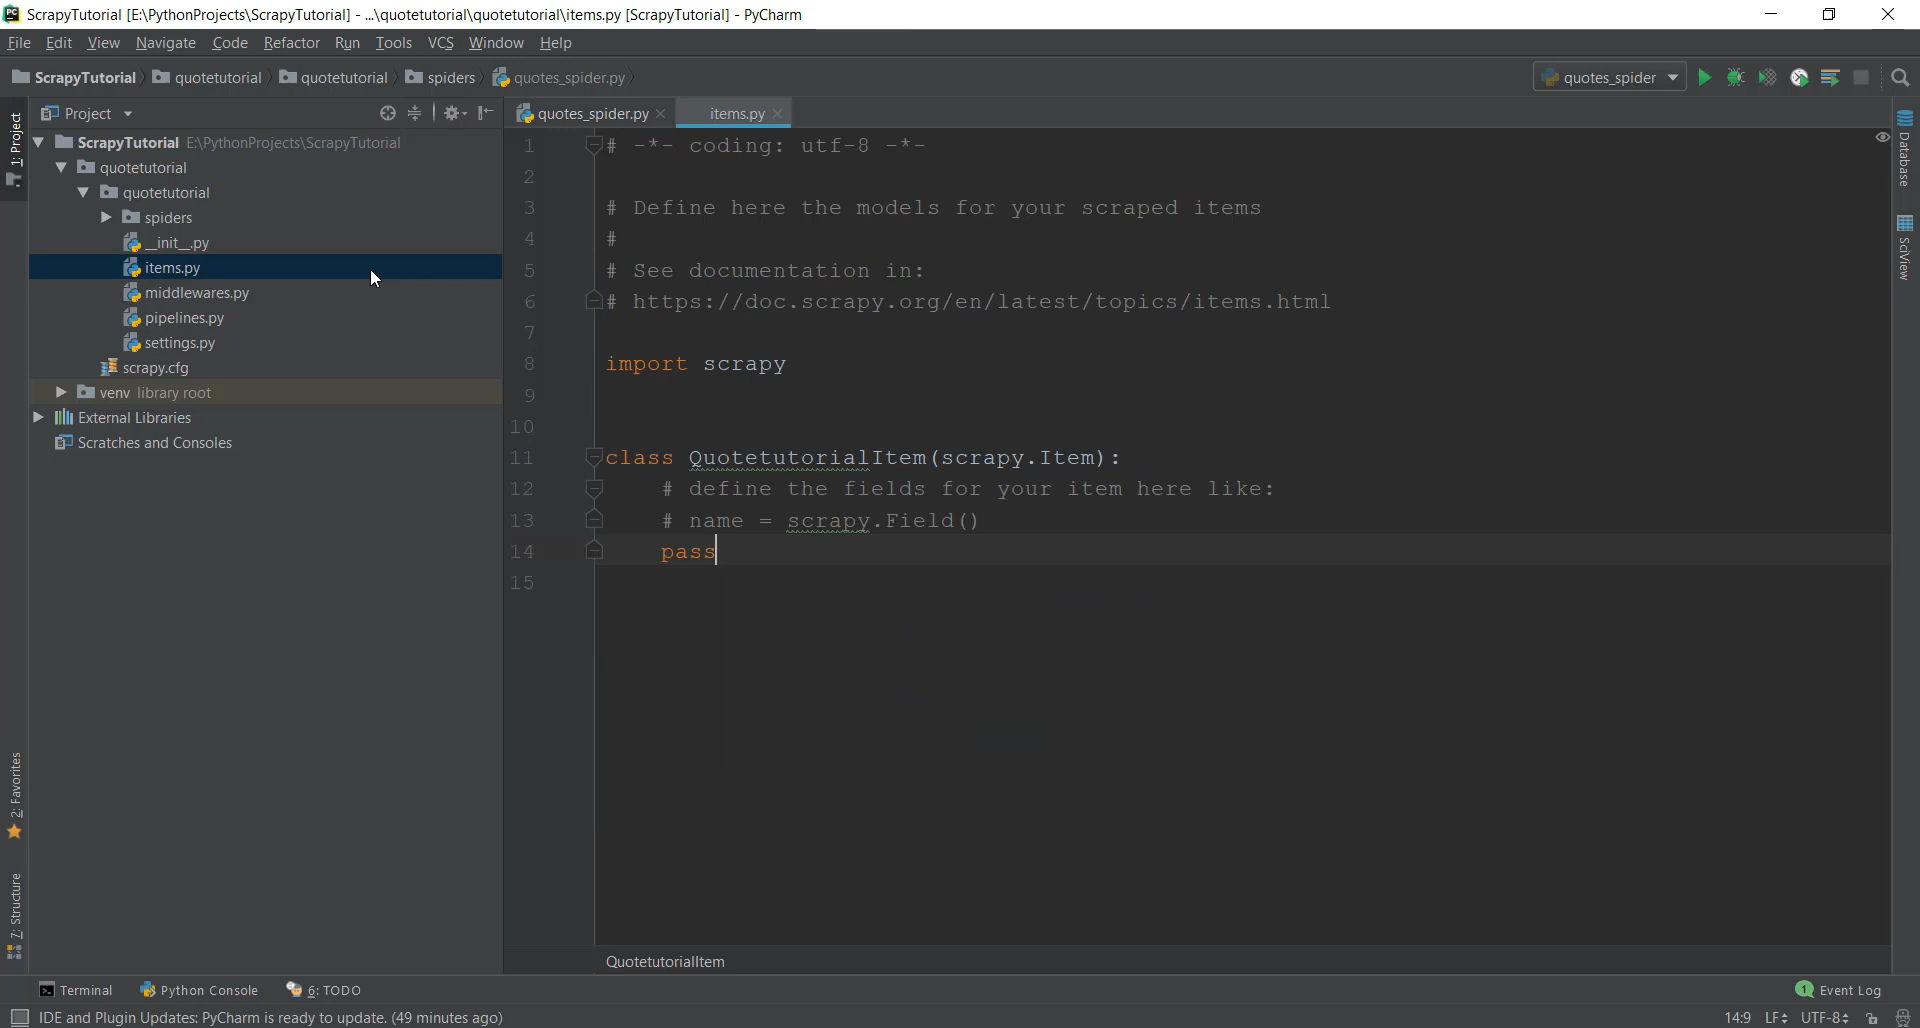 ScrapyTutorial [E:\PythonProjects\ScrapyTutorial] - ...\quotetutorial\quotetutorial\items.py [ScrapyTutorial] - PyCharm
File Edit View Navigate Code Refactor Run Tools VCS Window Help
ScrapyTutorial quotetutorial quotetutorial spiders quotes_spider.py quotes_spider
Project quotes_spider.py items.py
1: Project
2: Favorites
7: Structure
ScrapyTutorial E:\PythonProjects\ScrapyTutorial
quotetutorial
quotetutorial
spiders
__init__.py
items.py
middlewares.py
pipelines.py
settings.py
scrapy.cfg
venv library root
External Libraries
Scratches and Consoles
1 # -*- coding: utf-8 -*-
2
3 # Define here the models for your scraped items
4 #
5 # See documentation in:
6 # https://doc.scrapy.org/en/latest/topics/items.html
7
8 import scrapy
9
10
11 class QuotetutorialItem(scrapy.Item):
12 # define the fields for your item here like:
13 # name = scrapy.Field()
14 pass
15
QuotetutorialItem
Database
SciView
Terminal Python Console 6: TODO 1 Event Log
IDE and Plugin Updates: PyCharm is ready to update. (49 minutes ago) 14:9 LF UTF-8